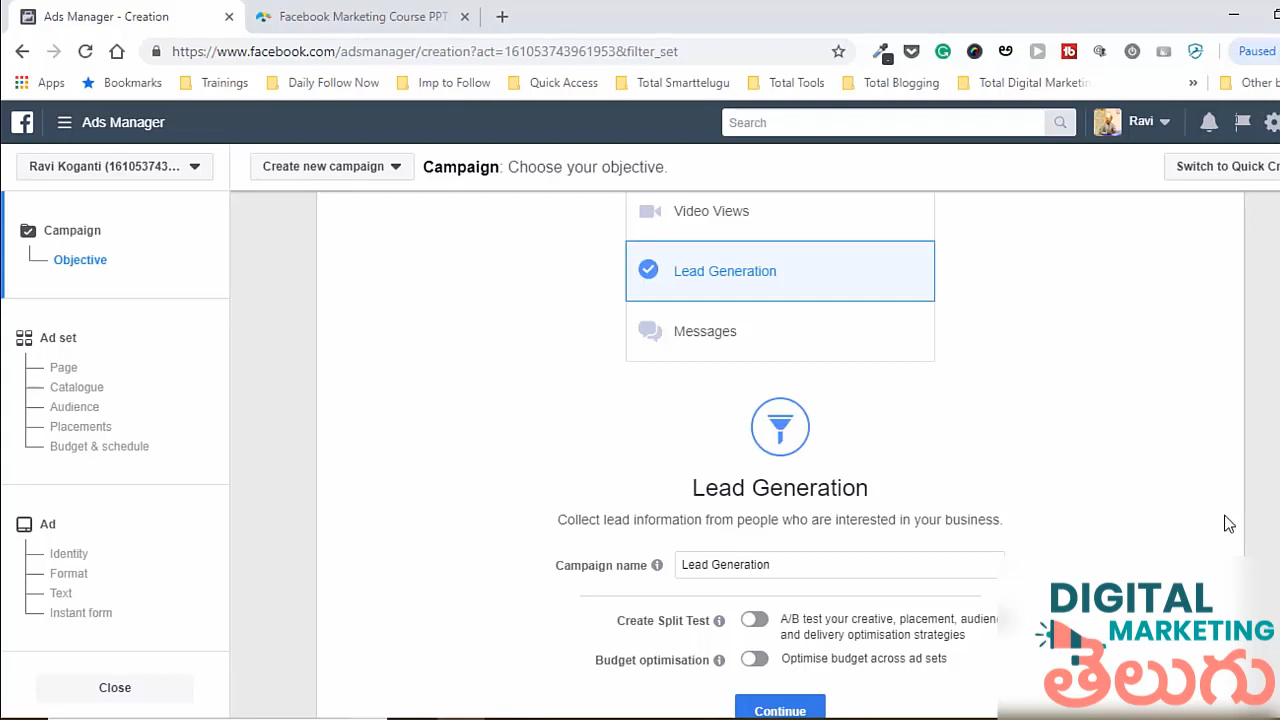 Ads Manager - Creation
Facebook Marketing Course PPT
https://www.facebook.com/adsmanager/creation?act=161053743961953&filter_set
Paused
Apps
Bookmarks
Trainings
Daily Follow Now
Imp to Follow
Quick Access
Total Smarttelugu
Total Tools
Total Blogging
Total Digital Marketin
»
Other b
Ads Manager
Search
Ravi
Ravi Koganti (161053743...
Create new campaign
Campaign: Choose your objective.
Switch to Quick Cr
Campaign
Objective
Ad set
Page
Catalogue
Audience
Placements
Budget & schedule
Ad
Identity
Format
Text
Instant form
Close
Video Views
Lead Generation
Messages
Lead Generation
Collect lead information from people who are interested in your business.
Campaign name
Lead Generation
Create Split Test
A/B test your creative, placement, audien
and delivery optimisation strategies
Budget optimisation
Optimise budget across ad sets
Continue
DIGITAL
MARKETING
తెలుగు